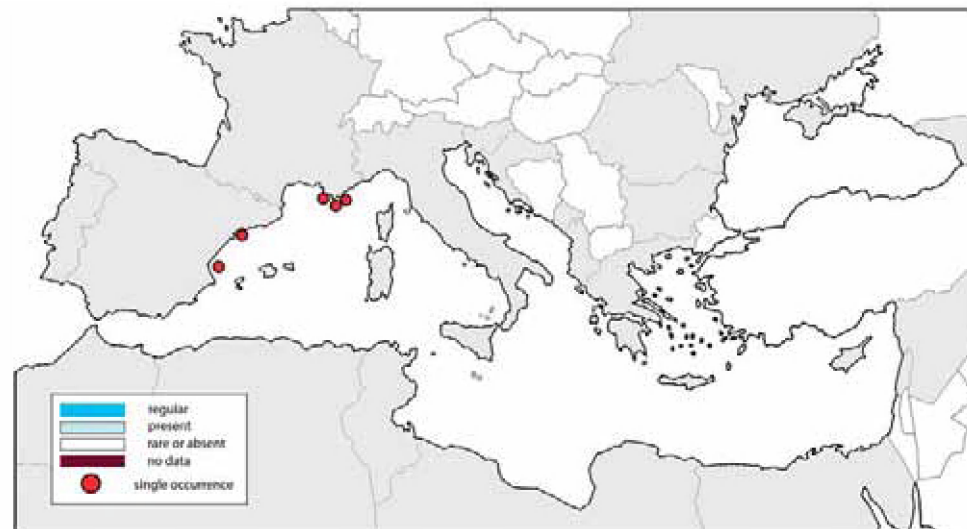 regular
present
rare or absent
no data
single occurrence